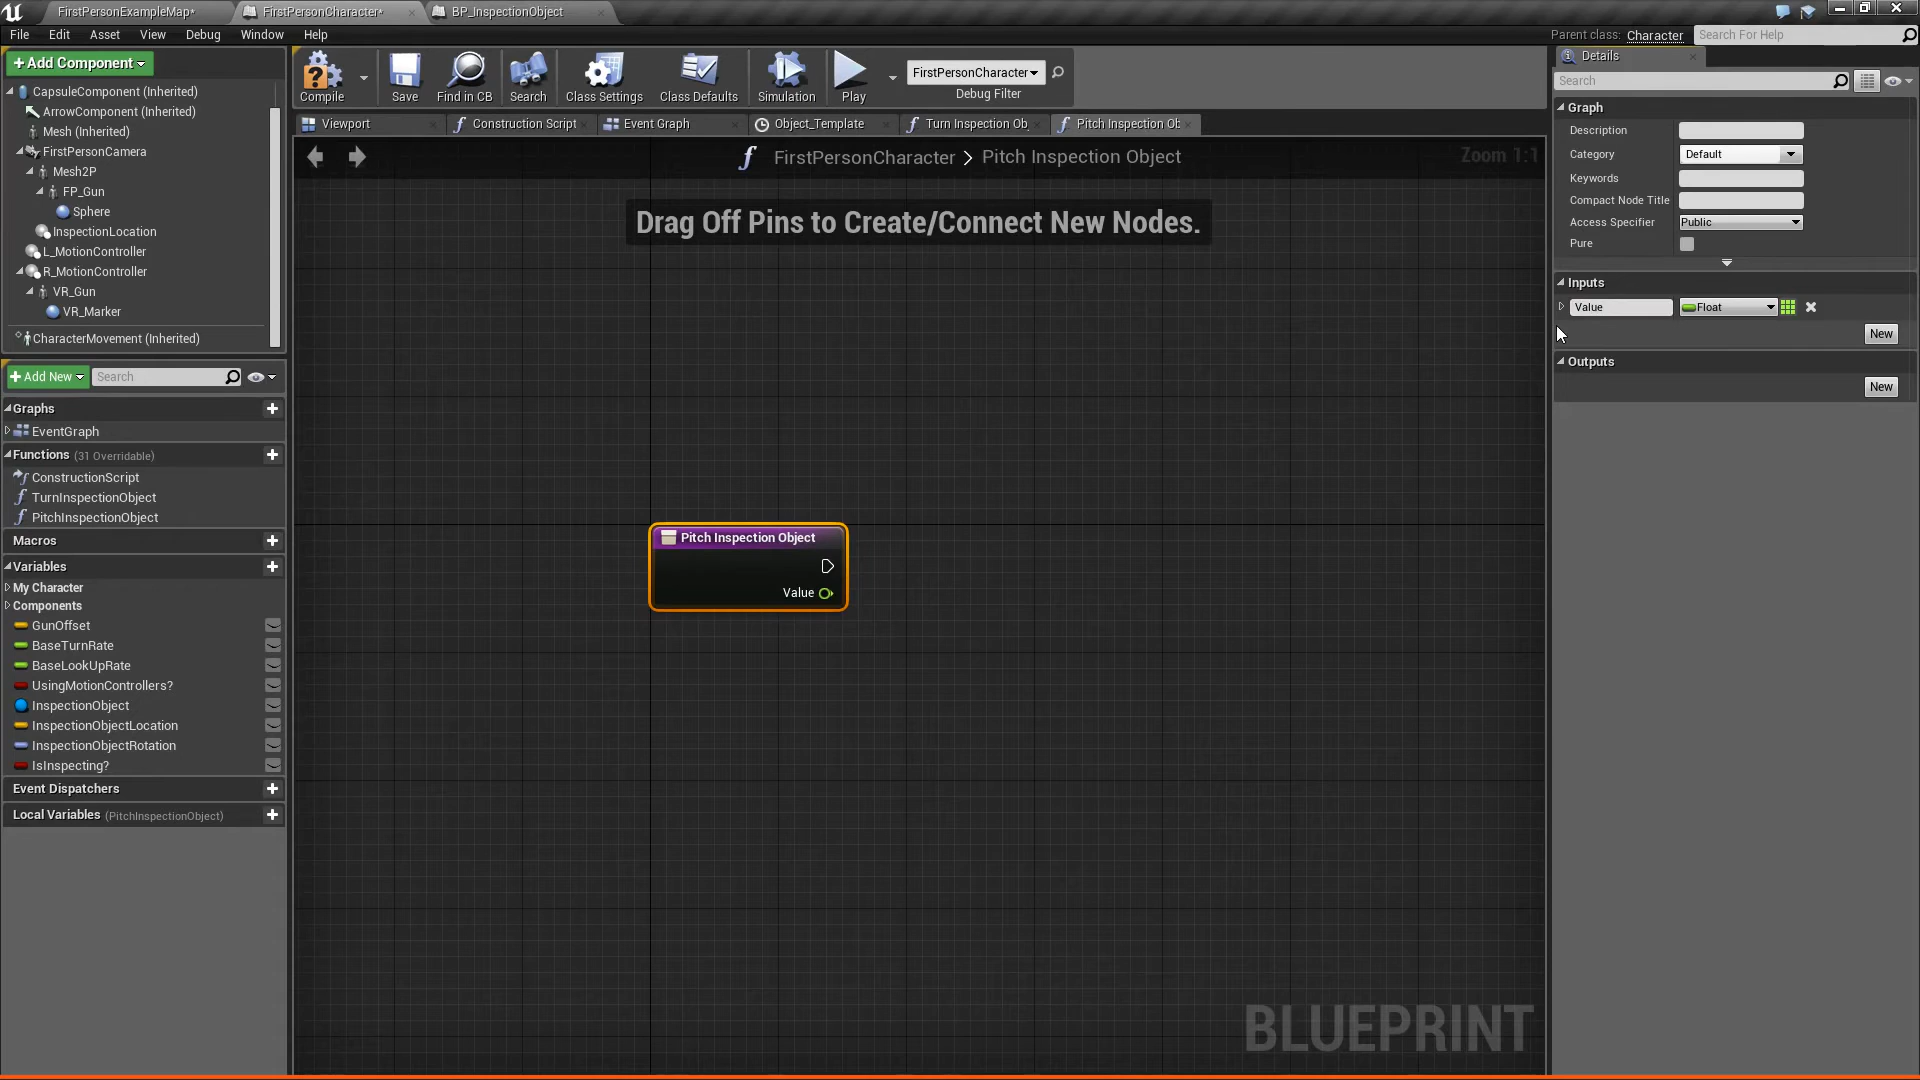 FirstPersonExampleMap*
FirstPersonCharacter*
BP_InspectionObject
File Edit Asset View Debug Window Help
Parent class: Character
Search For Help
+Add Component
CapsuleComponent (Inherited)
ArrowComponent (Inherited)
Mesh (Inherited)
FirstPersonCamera
Mesh2P
FP_Gun
Sphere
InspectionLocation
L_MotionController
R_MotionController
VR_Gun
VR_Marker
CharacterMovement (Inherited)
+Add New
Search
Graphs
EventGraph
Functions (31 Overridable)
ConstructionScript
TurnInspectionObject
PitchInspectionObject
Macros
Variables
My Character
Components
GunOffset
BaseTurnRate
BaseLookUpRate
UsingMotionControllers?
InspectionObject
InspectionObjectLocation
InspectionObjectRotation
IsInspecting?
Event Dispatchers
Local Variables (PitchInspectionObject)
Compile
Save
Find in CB
Search
Class Settings
Class Defaults
Simulation
Play
FirstPersonCharacter
Debug Filter
Viewport
Construction Script
Event Graph
Object_Template
Turn Inspection Ob
Pitch Inspection Ob
FirstPersonCharacter > Pitch Inspection Object
Zoom 1:1
Drag Off Pins to Create/Connect New Nodes.
Pitch Inspection Object
Value
BLUEPRINT
Details
Search
Graph
Description
Category Default
Keywords
Compact Node Title
Access Specifier Public
Pure
Inputs
Value Float
New
Outputs
New